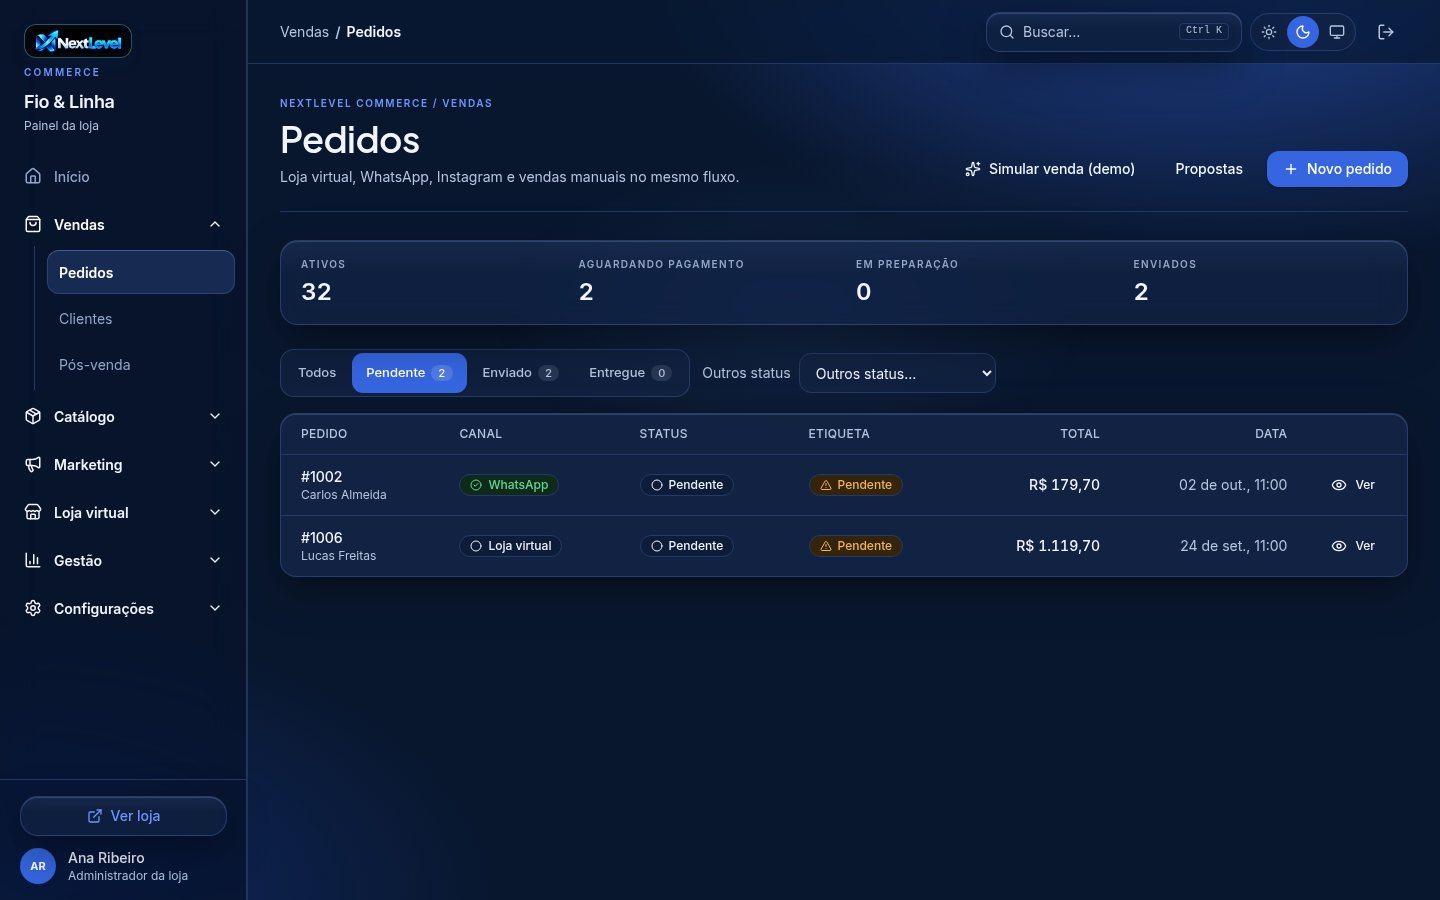 NextLevel
COMMERCE
Fio & Linha
Painel da loja
Início
Vendas
Pedidos
Clientes
Pós-venda
Catálogo
Marketing
Loja virtual
Gestão
Configurações
Ver loja
AR
Ana Ribeiro
Administrador da loja
Vendas / Pedidos
Buscar...
Ctrl K
NEXTLEVEL COMMERCE / VENDAS
Pedidos
Loja virtual, WhatsApp, Instagram e vendas manuais no mesmo fluxo.
Simular venda (demo)
Propostas
Novo pedido
ATIVOS
32
AGUARDANDO PAGAMENTO
2
EM PREPARAÇÃO
0
ENVIADOS
2
Todos
Pendente 2
Enviado 2
Entregue 0
Outros status
Outros status...
PEDIDO CANAL STATUS ETIQUETA TOTAL DATA
#1002
Carlos Almeida
WhatsApp
Pendente
Pendente
R$ 179,70
02 de out., 11:00
Ver
#1006
Lucas Freitas
Loja virtual
Pendente
Pendente
R$ 1.119,70
24 de set., 11:00
Ver